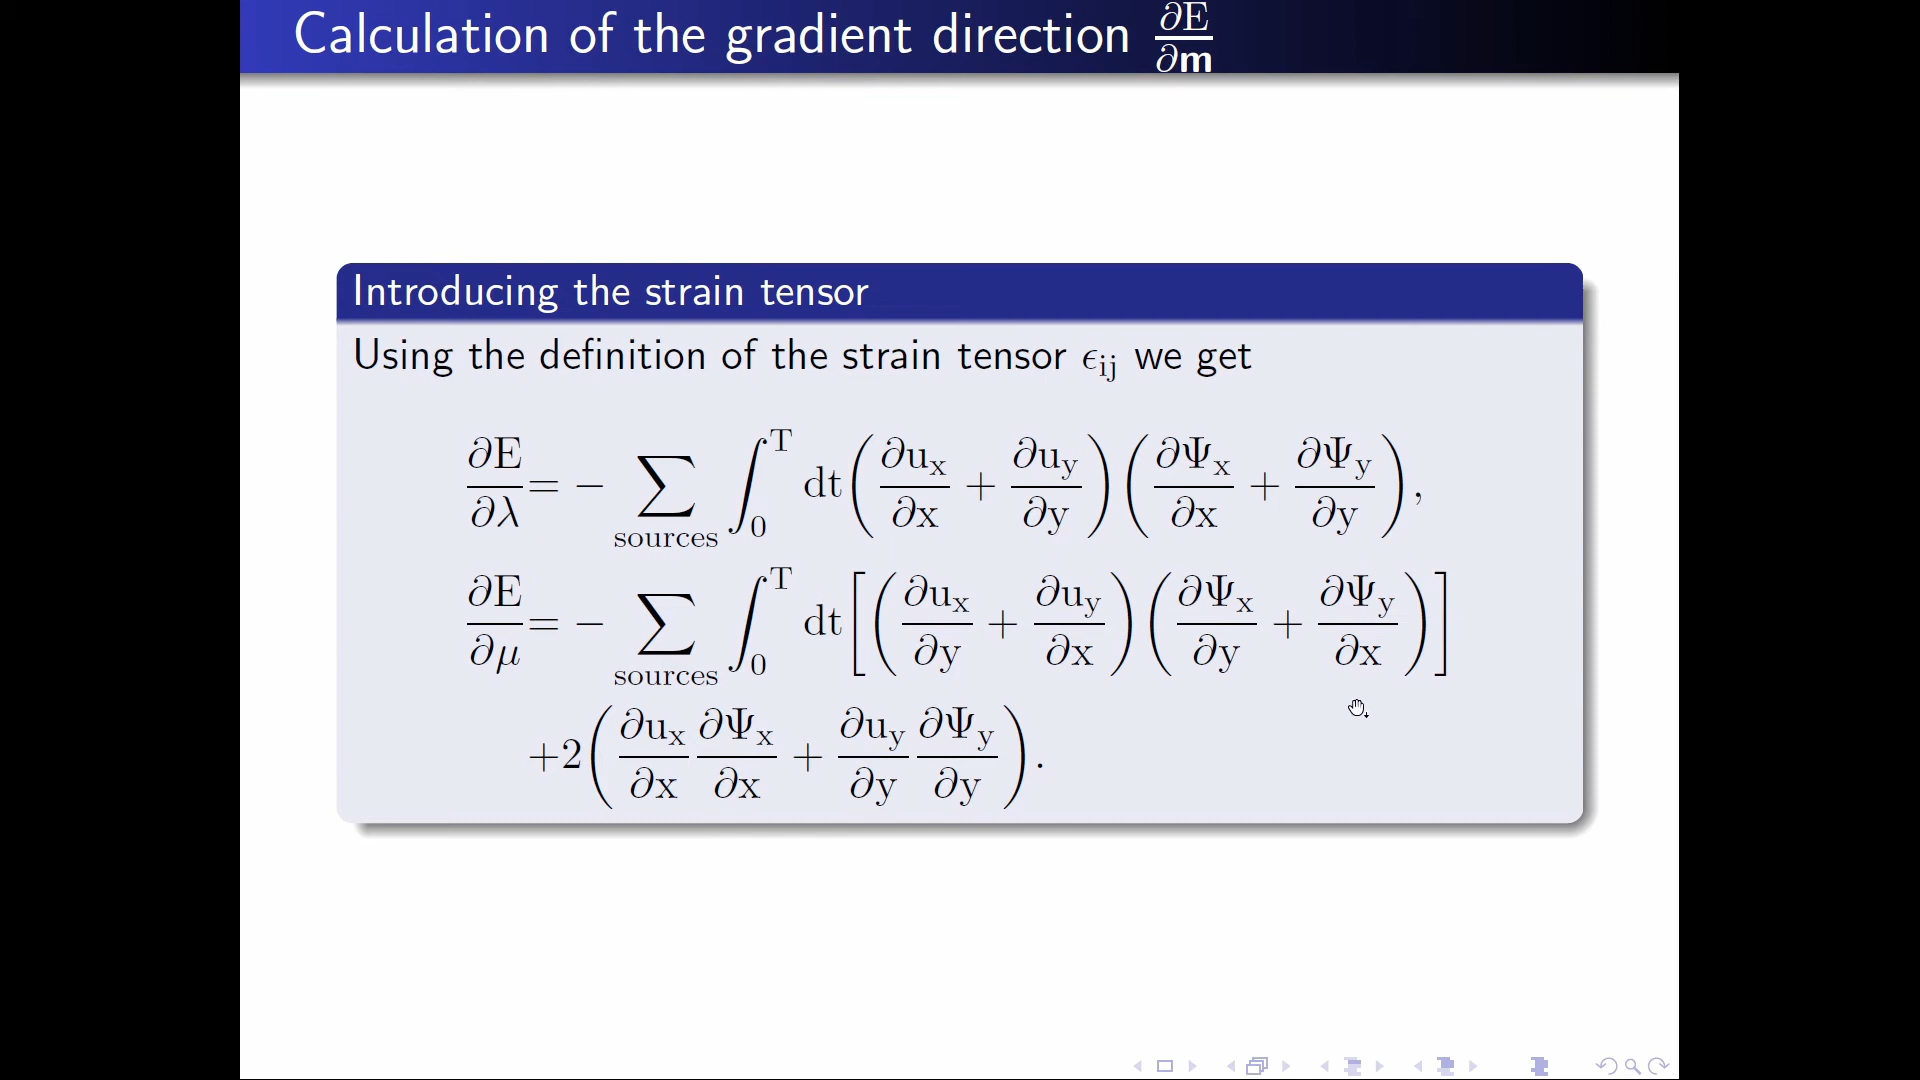 Calculation of the gradient direction ∂E/∂m
Introducing the strain tensor
Using the definition of the strain tensor ϵ_ij we get
∂E/∂λ = − ∑_sources ∫_0^T dt (∂u_x/∂x + ∂u_y/∂y) (∂Ψ_x/∂x + ∂Ψ_y/∂y),
∂E/∂μ = − ∑_sources ∫_0^T dt [(∂u_x/∂y + ∂u_y/∂x) (∂Ψ_x/∂y + ∂Ψ_y/∂x)]
+2(∂u_x/∂x ∂Ψ_x/∂x + ∂u_y/∂y ∂Ψ_y/∂y).